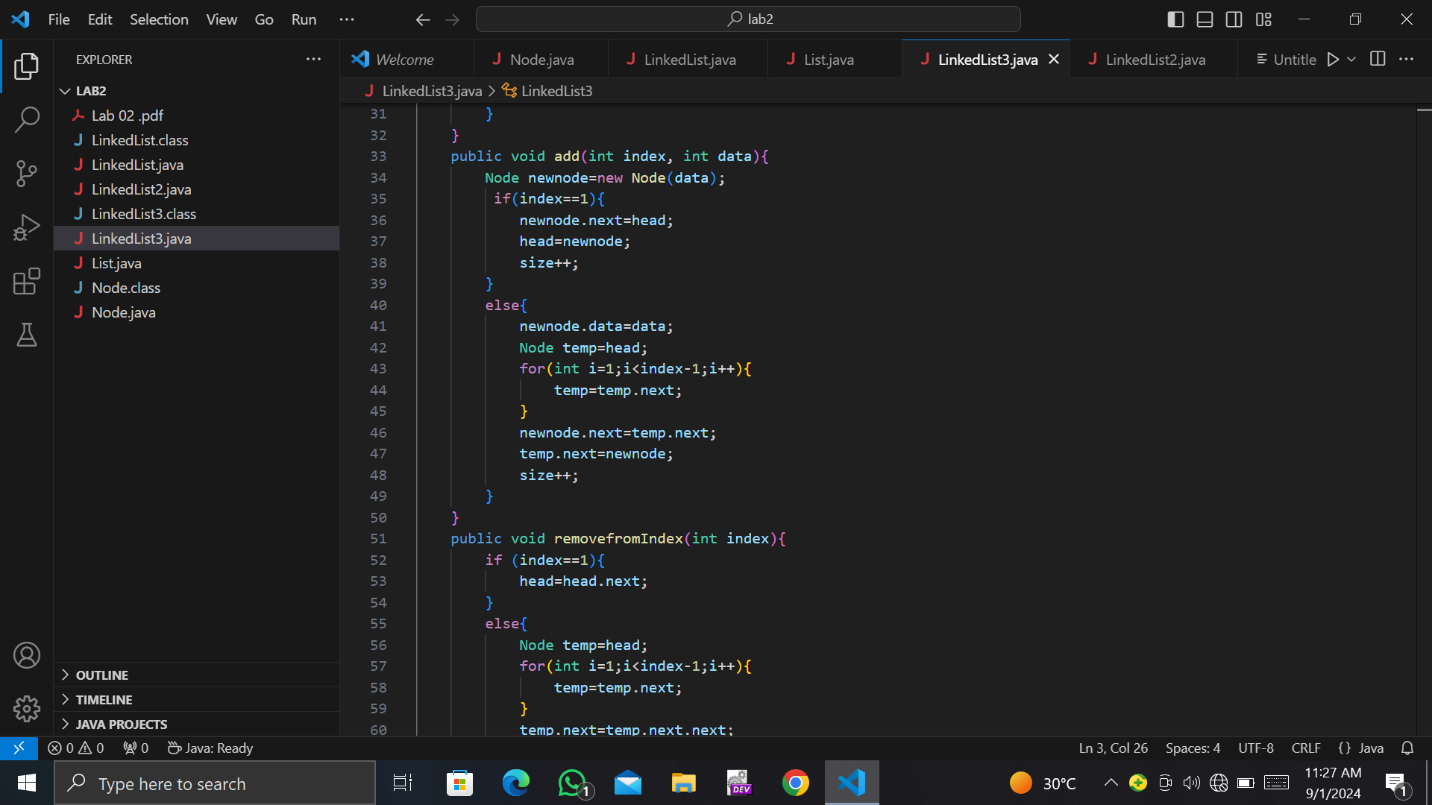 File Edit Selection View Go Run ··· lab2
EXPLORER ···
Welcome Node.java LinkedList.java List.java LinkedList3.java LinkedList2.java Untitle ···
LinkedList3.java > LinkedList3
LAB2
Lab 02 .pdf
LinkedList.class
LinkedList.java
LinkedList2.java
LinkedList3.class
LinkedList3.java
List.java
Node.class
Node.java
OUTLINE
TIMELINE
JAVA PROJECTS
31 }
32 }
33 public void add(int index, int data){
34 Node newnode=new Node(data);
35 if(index==1){
36 newnode.next=head;
37 head=newnode;
38 size++;
39 }
40 else{
41 newnode.data=data;
42 Node temp=head;
43 for(int i=1;i<index-1;i++){
44 temp=temp.next;
45 }
46 newnode.next=temp.next;
47 temp.next=newnode;
48 size++;
49 }
50 }
51 public void removefromIndex(int index){
52 if (index==1){
53 head=head.next;
54 }
55 else{
56 Node temp=head;
57 for(int i=1;i<index-1;i++){
58 temp=temp.next;
59 }
60 temp.next=temp.next.next;
0 0 0 Java: Ready Ln 3, Col 26 Spaces: 4 UTF-8 CRLF {} Java
Type here to search 1 DEV 30°C 11:27 AM 1
9/1/2024